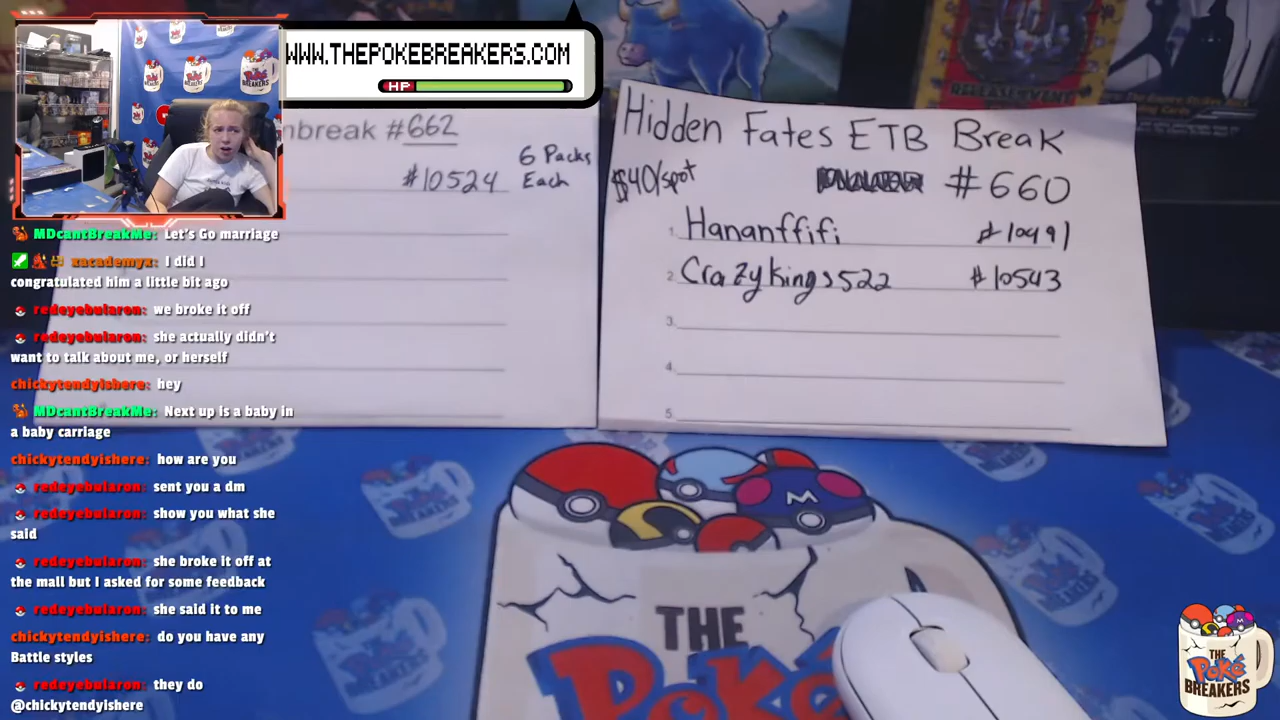 WWW.THEPOKEBREAKERS.COM
HP
nbreak #662
#10524
6 Packs
Each
Hidden Fates ETB Break
$40/spot
#660
1. Hananffifi #10491
2. CrazyKings522 #10543
3.
4.
5.
MDcantBreakMe: Let's Go marriage
xacademyx: I did I
congratulated him a little bit ago
redeyebularon: we broke it off
redeyebularon: she actually didn't
want to talk about me, or herself
chickytendyishere: hey
MDcantBreakMe: Next up is a baby in
a baby carriage
chickytendyishere: how are you
redeyebularon: sent you a dm
redeyebularon: show you what she
said
redeyebularon: she broke it off at
the mall but I asked for some feedback
redeyebularon: she said it to me
chickytendyishere: do you have any
Battle styles
redeyebularon: they do
@chickytendyishere
RELEASE EVENT
THE
Poké
M
THE
Poké
BREAKERS